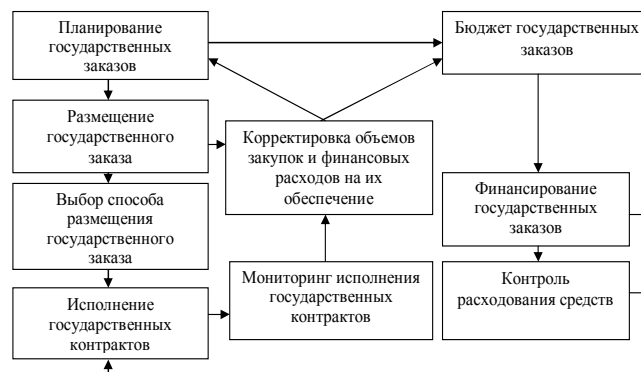 Планирование
государственных
заказов
Бюджет государственных
заказов
Размещение
государственного
заказа
Корректировка объемов
закупок и финансовых
расходов на их
обеспечение
Выбор способа
размещения
государственного
заказа
Финансирование
государственных
заказов
Исполнение
государственных
контрактов
Мониторинг исполнения
государственных
контрактов
Контроль
расходования средств